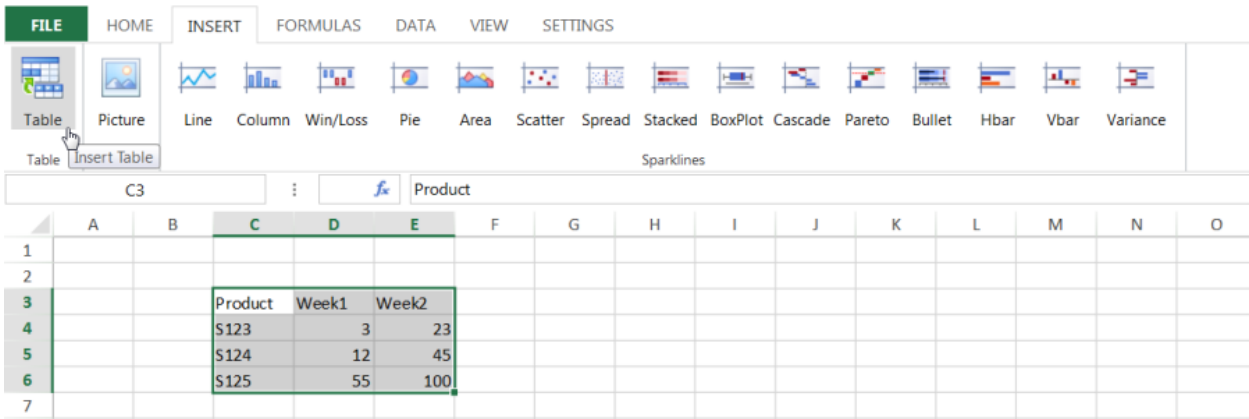 FILE HOME INSERT FORMULAS DATA VIEW SETTINGS
Table Picture Line Column Win/Loss Pie Area Scatter Spread Stacked BoxPlot Cascade Pareto Bullet Hbar Vbar Variance
Table Insert Table Sparklines
C3 fx Product
A B C D E F G H I J K L M N O
1
2
3 Product Week1 Week2
4 S123 3 23
5 S124 12 45
6 S125 55 100
7